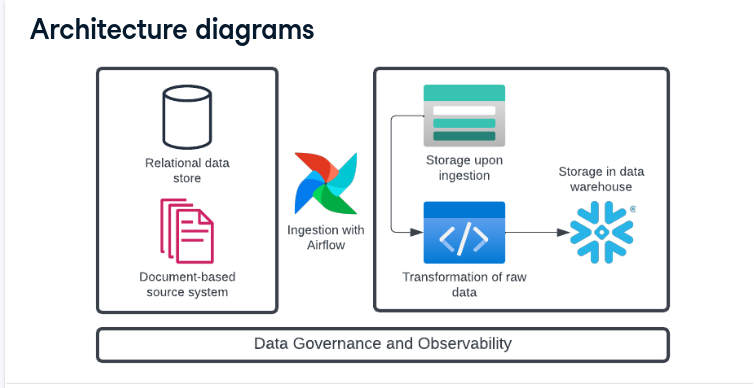 Architecture diagrams
Relational data
store
Document-based
source system
Ingestion with
Airflow
Storage upon
ingestion
</>
Transformation of raw
data
Storage in data
warehouse
®
Data Governance and Observability